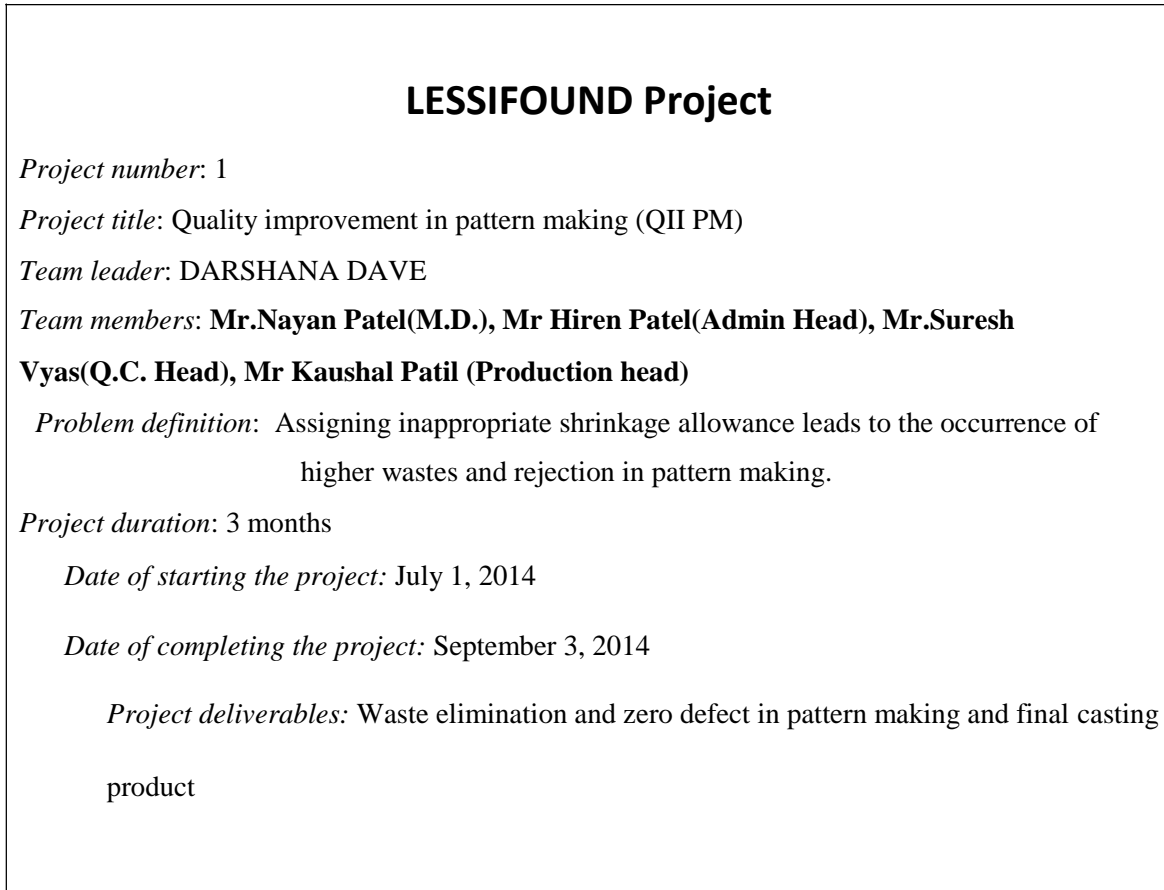 LESSIFOUND Project
Project number: 1
Project title: Quality improvement in pattern making (QII PM)
Team leader: DARSHANA DAVE
Team members: Mr.Nayan Patel(M.D.), Mr Hiren Patel(Admin Head), Mr.Suresh
Vyas(Q.C. Head), Mr Kaushal Patil (Production head)
Problem definition: Assigning inappropriate shrinkage allowance leads to the occurrence of
higher wastes and rejection in pattern making.
Project duration: 3 months
Date of starting the project: July 1, 2014
Date of completing the project: September 3, 2014
Project deliverables: Waste elimination and zero defect in pattern making and final casting
product